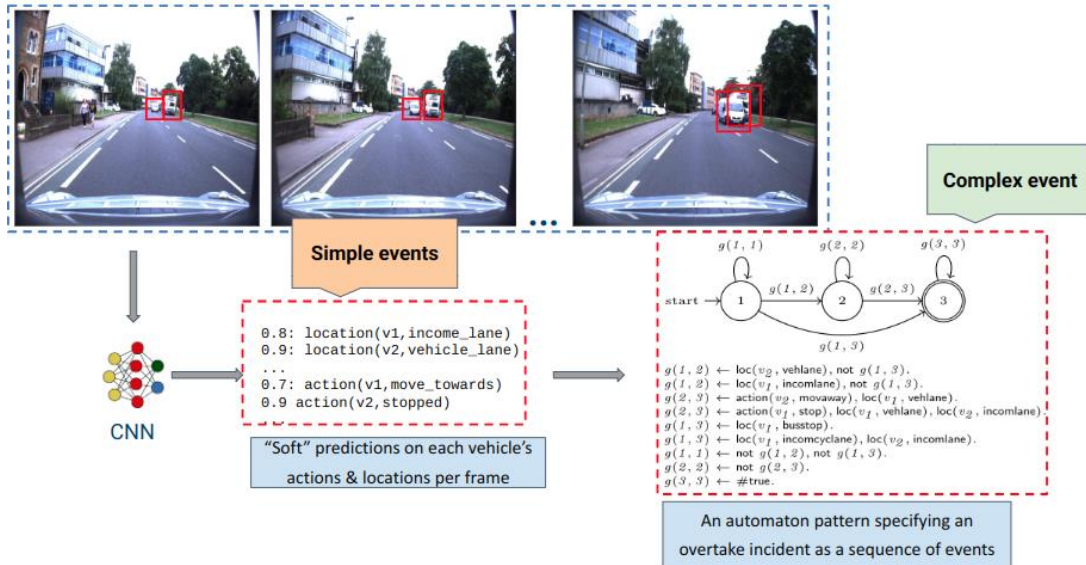 ...
Complex event
Simple events
CNN
0.8: location(v1,income_lane)
0.9: location(v2,vehicle_lane)
...
0.7: action(v1,move_towards)
0.9 action(v2,stopped)
...
“Soft” predictions on each vehicle’s
actions & locations per frame
g(1, 1)
g(2, 2)
g(3, 3)
start
1
g(1, 2)
2
g(2, 3)
3
g(1, 3)
g(1, 2) ← loc(v₂, vehlane), not g(1, 3).
g(1, 2) ← loc(v₁, incomlane), not g(1, 3).
g(2, 3) ← action(v₂, movaway), loc(v₁, vehlane).
g(2, 3) ← action(v₁, stop), loc(v₁, vehlane), loc(v₂, incomlane).
g(1, 3) ← loc(v₁, busstop).
g(1, 3) ← loc(v₁, incomcyclane), loc(v₂, incomlane).
g(1, 1) ← not g(1, 2), not g(1, 3).
g(2, 2) ← not g(2, 3).
g(3, 3) ← #true.
An automaton pattern specifying an
overtake incident as a sequence of events